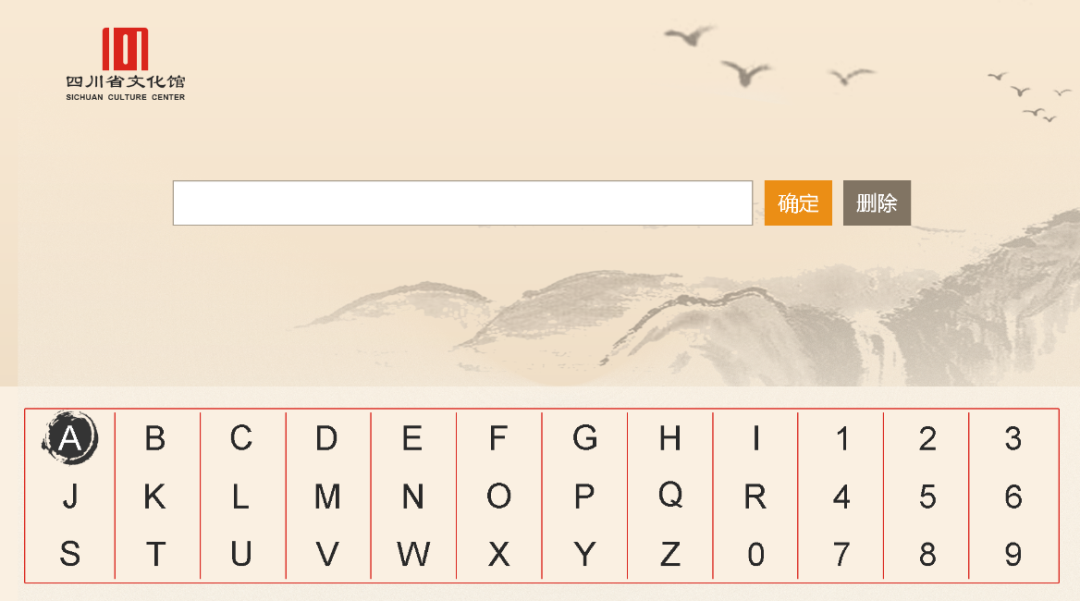 四川省文化馆
SICHUAN CULTURE CENTER
确定 删除
A B C D E F G H I 1 2 3
J K L M N O P Q R 4 5 6
S T U V W X Y Z 0 7 8 9